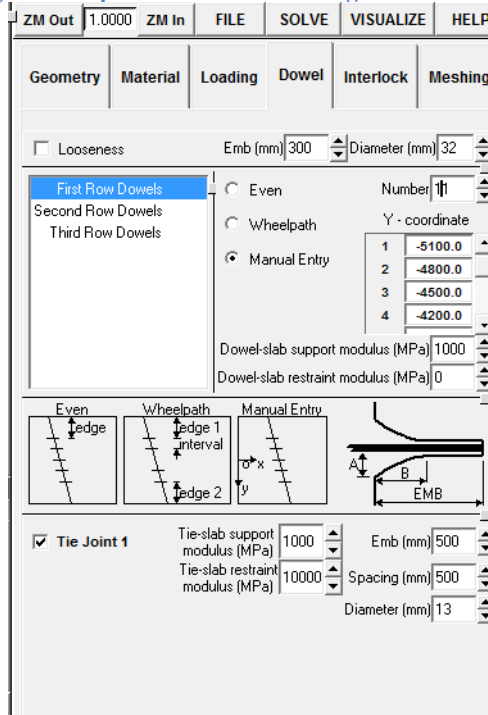 ZM Out 1.0000 ZM In FILE SOLVE VISUALIZE HELP
Geometry Material Loading Dowel Interlock Meshing
Looseness Emb (mm) 300 Diameter (mm) 32
First Row Dowels Even Number 11
Second Row Dowels Wheelpath Y - coordinate
Third Row Dowels Manual Entry
1 -5100.0
2 -4800.0
3 -4500.0
4 -4200.0
Dowel-slab support modulus (MPa) 1000
Dowel-slab restraint modulus (MPa) 0
Even Wheelpath Manual Entry
edge edge 1
interval
o x
A
B
y
edge 2 EMB
Tie Joint 1 Tie-slab support modulus (MPa) 1000 Emb (mm) 500
Tie-slab restraint modulus (MPa) 10000 Spacing (mm) 500
Diameter (mm) 13